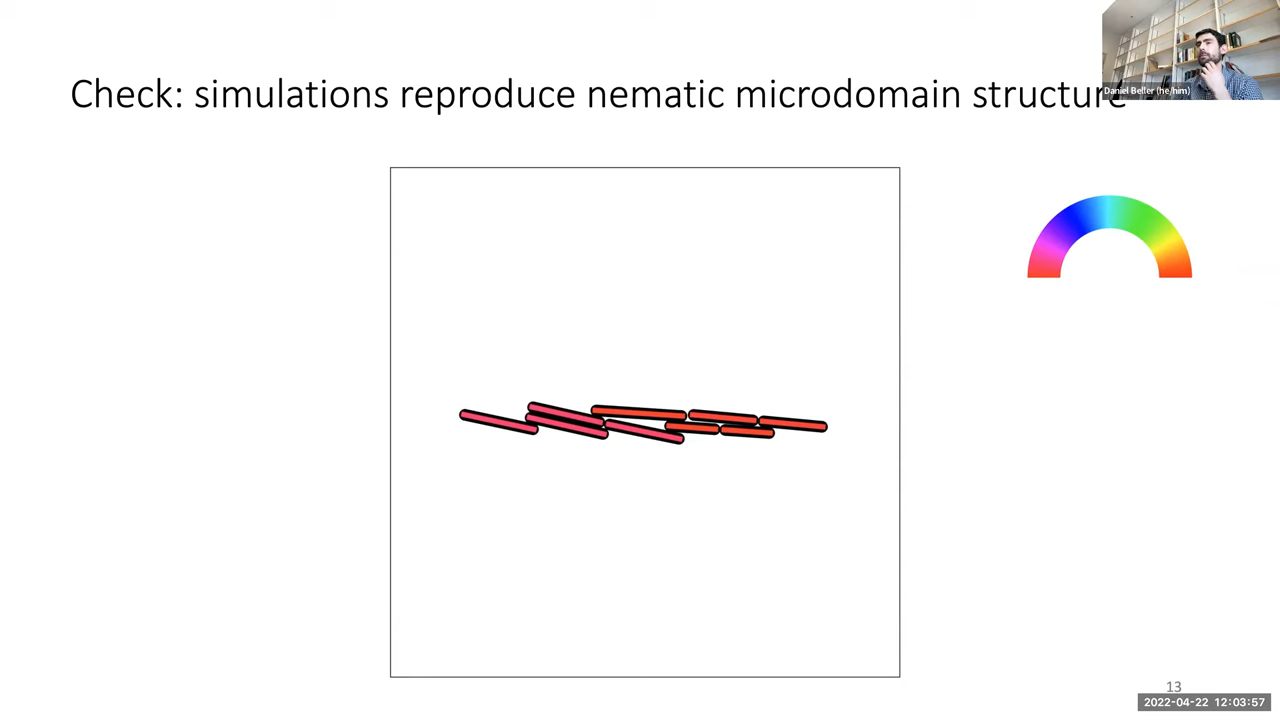 Check: simulations reproduce nematic microdomain structure
Daniel Beller (he/him)
13
2022-04-22 12:03:57